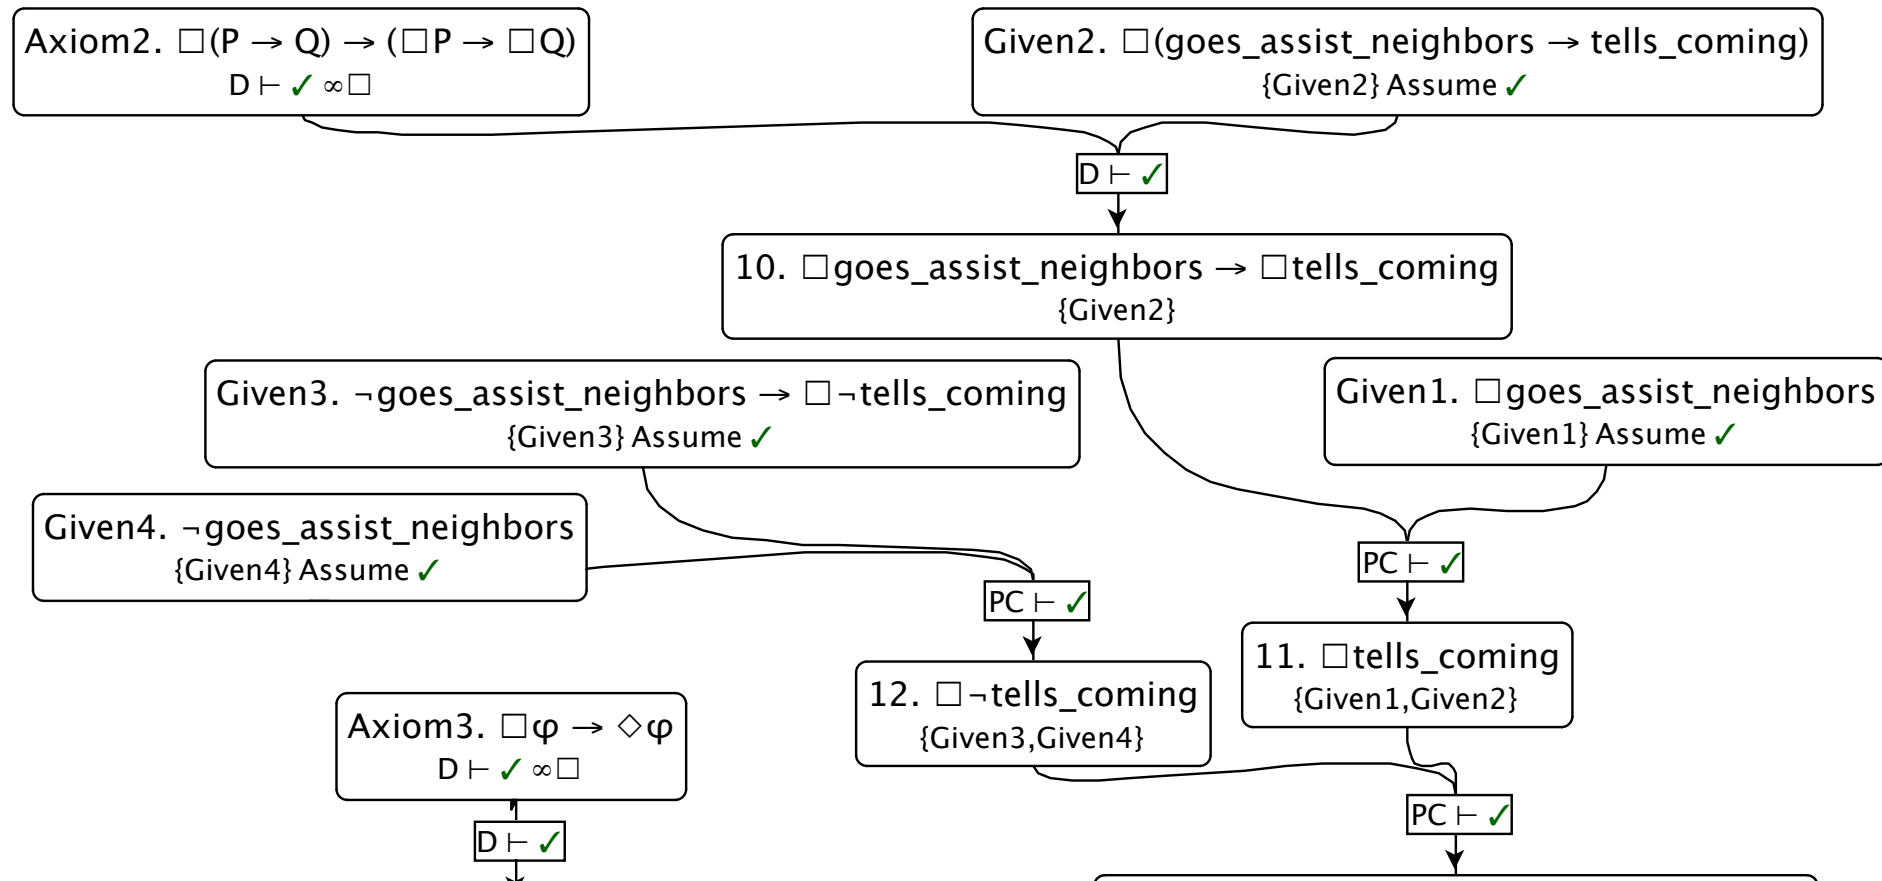 Axiom2. □(P → Q) → (□P → □Q)
D ⊢ ✓ ∞□
Given2. □(goes_assist_neighbors → tells_coming)
{Given2} Assume ✓
D ⊢ ✓
10. □goes_assist_neighbors → □tells_coming
{Given2}
Given3. ¬goes_assist_neighbors → □¬tells_coming
{Given3} Assume ✓
Given1. □goes_assist_neighbors
{Given1} Assume ✓
Given4. ¬goes_assist_neighbors
{Given4} Assume ✓
PC ⊢ ✓
PC ⊢ ✓
11. □tells_coming
{Given1,Given2}
12. □¬tells_coming
{Given3,Given4}
Axiom3. □φ → ◇φ
D ⊢ ✓ ∞□
PC ⊢ ✓
D ⊢ ✓